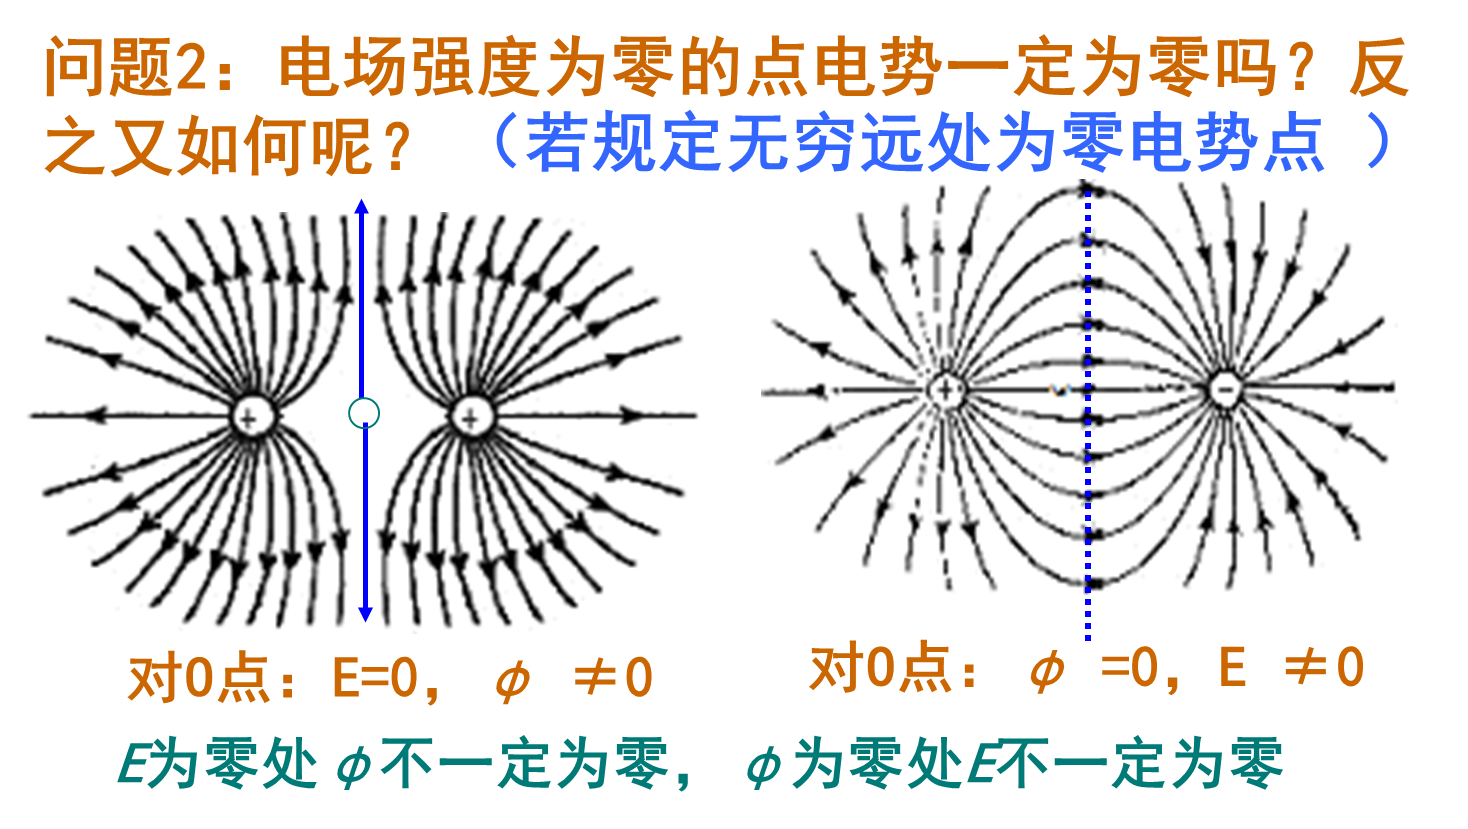 问题2：电场强度为零的点电势一定为零吗？反
之又如何呢？（若规定无穷远处为零电势点 ）
+ +
+ -
对0点：E=0，φ ≠0
对0点：φ =0，E ≠0
E为零处φ不一定为零，φ为零处E不一定为零